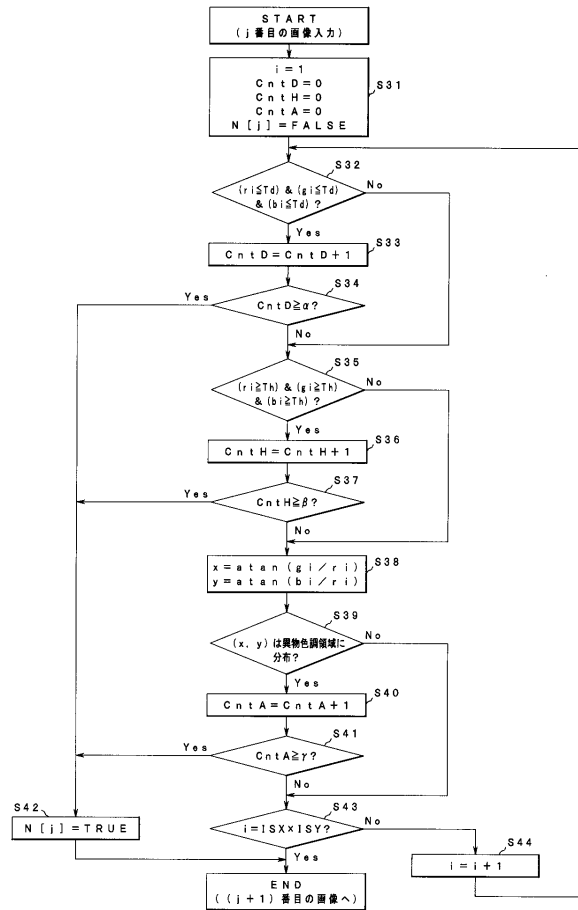 START
(j番目の画像入力)
i=1
CntD=0
CntH=0
CntA=0
N[j]=FALSE
S31
S32
(ri≦Td)&(gi≦Td)
&(bi≦Td)?
No
Yes
S33
CntD=CntD+1
S34
Yes
CntD≧α?
No
S35
(ri≧Th)&(gi≧Th)
&(bi≧Th)?
No
Yes
S36
CntH=CntH+1
S37
Yes
CntH≧β?
No
x=atan(gi/ri)
y=atan(bi/ri)
S38
S39
(x, y)は異物色調領域に
分布?
No
Yes
S40
CntA=CntA+1
S41
Yes
CntA≧γ?
No
S42
N[j]=TRUE
S43
i=ISX×ISY?
No
Yes
S44
i=i+1
END
((j+1)番目の画像へ)